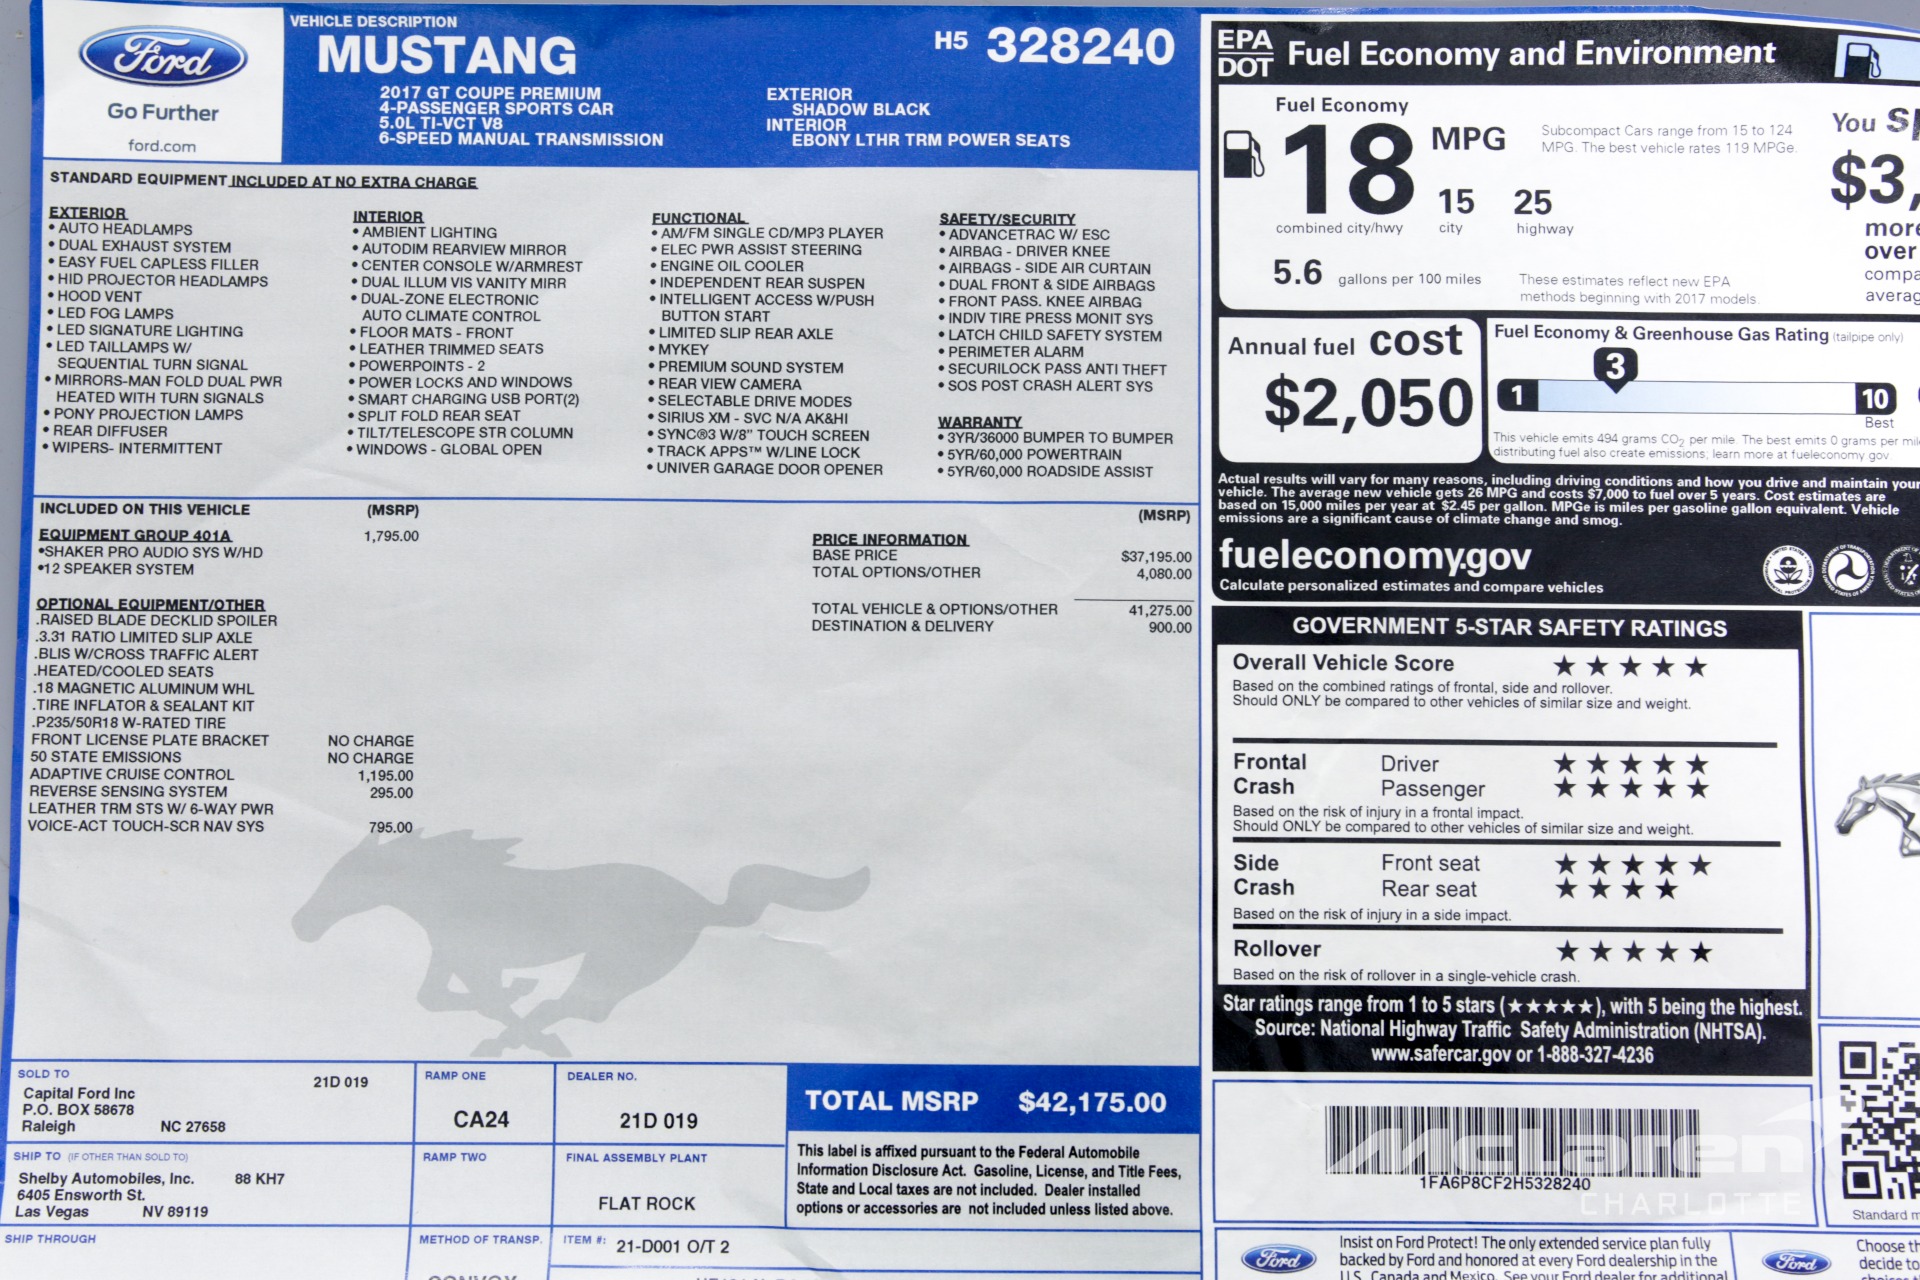 Ford
Go Further
ford.com
VEHICLE DESCRIPTION
MUSTANG
2017 GT COUPE PREMIUM
4-PASSENGER SPORTS CAR
5.0L TI-VCT V8
6-SPEED MANUAL TRANSMISSION
H5 328240
EXTERIOR
SHADOW BLACK
INTERIOR
EBONY LTHR TRM POWER SEATS
STANDARD EQUIPMENT INCLUDED AT NO EXTRA CHARGE
EXTERIOR
• AUTO HEADLAMPS
• DUAL EXHAUST SYSTEM
• EASY FUEL CAPLESS FILLER
• HID PROJECTOR HEADLAMPS
• HOOD VENT
• LED FOG LAMPS
• LED SIGNATURE LIGHTING
• LED TAILLAMPS W/
SEQUENTIAL TURN SIGNAL
• MIRRORS-MAN FOLD DUAL PWR
HEATED WITH TURN SIGNALS
• PONY PROJECTION LAMPS
• REAR DIFFUSER
• WIPERS- INTERMITTENT
INTERIOR
• AMBIENT LIGHTING
• AUTODIM REARVIEW MIRROR
• CENTER CONSOLE W/ARMREST
• DUAL ILLUM VIS VANITY MIRR
• DUAL-ZONE ELECTRONIC
AUTO CLIMATE CONTROL
• FLOOR MATS - FRONT
• LEATHER TRIMMED SEATS
• POWERPOINTS - 2
• POWER LOCKS AND WINDOWS
• SMART CHARGING USB PORT(2)
• SPLIT FOLD REAR SEAT
• TILT/TELESCOPE STR COLUMN
• WINDOWS - GLOBAL OPEN
FUNCTIONAL
• AM/FM SINGLE CD/MP3 PLAYER
• ELEC PWR ASSIST STEERING
• ENGINE OIL COOLER
• INDEPENDENT REAR SUSPEN
• INTELLIGENT ACCESS W/PUSH
BUTTON START
• LIMITED SLIP REAR AXLE
• MYKEY
• PREMIUM SOUND SYSTEM
• REAR VIEW CAMERA
• SELECTABLE DRIVE MODES
• SIRIUS XM - SVC N/A AK&HI
• SYNC®3 W/8" TOUCH SCREEN
• TRACK APPS™ W/LINE LOCK
• UNIVER GARAGE DOOR OPENER
SAFETY/SECURITY
• ADVANCETRAC W/ ESC
• AIRBAG - DRIVER KNEE
• AIRBAGS - SIDE AIR CURTAIN
• DUAL FRONT & SIDE AIRBAGS
• FRONT PASS. KNEE AIRBAG
• INDIV TIRE PRESS MONIT SYS
• LATCH CHILD SAFETY SYSTEM
• PERIMETER ALARM
• SECURILOCK PASS ANTI THEFT
• SOS POST CRASH ALERT SYS
WARRANTY
• 3YR/36000 BUMPER TO BUMPER
• 5YR/60,000 POWERTRAIN
• 5YR/60,000 ROADSIDE ASSIST
INCLUDED ON THIS VEHICLE (MSRP)
EQUIPMENT GROUP 401A 1,795.00
•SHAKER PRO AUDIO SYS W/HD
•12 SPEAKER SYSTEM
OPTIONAL EQUIPMENT/OTHER
.RAISED BLADE DECKLID SPOILER
.3.31 RATIO LIMITED SLIP AXLE
.BLIS W/CROSS TRAFFIC ALERT
.HEATED/COOLED SEATS
.18 MAGNETIC ALUMINUM WHL
.TIRE INFLATOR & SEALANT KIT
.P235/50R18 W-RATED TIRE
FRONT LICENSE PLATE BRACKET NO CHARGE
50 STATE EMISSIONS NO CHARGE
ADAPTIVE CRUISE CONTROL 1,195.00
REVERSE SENSING SYSTEM 295.00
LEATHER TRM STS W/ 6-WAY PWR
VOICE-ACT TOUCH-SCR NAV SYS 795.00
(MSRP)
PRICE INFORMATION
BASE PRICE $37,195.00
TOTAL OPTIONS/OTHER 4,080.00
TOTAL VEHICLE & OPTIONS/OTHER 41,275.00
DESTINATION & DELIVERY 900.00
SOLD TO
21D 019
Capital Ford Inc
P.O. BOX 58678
Raleigh NC 27658
SHIP TO (IF OTHER THAN SOLD TO)
Shelby Automobiles, Inc. 88 KH7
6405 Ensworth St.
Las Vegas NV 89119
SHIP THROUGH
RAMP ONE
CA24
RAMP TWO
METHOD OF TRANSP.
CONVOY
DEALER NO.
21D 019
FINAL ASSEMBLY PLANT
FLAT ROCK
ITEM #: 21-D001 O/T 2
TOTAL MSRP $42,175.00
This label is affixed pursuant to the Federal Automobile
Information Disclosure Act. Gasoline, License, and Title Fees,
State and Local taxes are not included. Dealer installed
options or accessories are not included unless listed above.
EPA
DOT
Fuel Economy and Environment
Fuel Economy
18 MPG
combined city/hwy
15
city
25
highway
5.6 gallons per 100 miles
Subcompact Cars range from 15 to 124
MPG. The best vehicle rates 119 MPGe.
These estimates reflect new EPA
methods beginning with 2017 models.
You
$3,
more
over
Annual fuel cost
$2,050
Fuel Economy & Greenhouse Gas Rating (tailpipe only)
3
1
10
Best
This vehicle emits 494 grams CO2 per mile. The best emits 0 grams per
distributing fuel also create emissions; learn more at fueleconomy.gov.
Actual results will vary for many reasons, including driving conditions and how you drive and maintain your
vehicle. The average new vehicle gets 26 MPG and costs $7,000 to fuel over 5 years. Cost estimates are
based on 15,000 miles per year at $2.45 per gallon. MPGe is miles per gasoline gallon equivalent. Vehicle
emissions are a significant cause of climate change and smog.
fueleconomy.gov
Calculate personalized estimates and compare vehicles
GOVERNMENT 5-STAR SAFETY RATINGS
Overall Vehicle Score ★★★★★
Based on the combined ratings of frontal, side and rollover.
Should ONLY be compared to other vehicles of similar size and weight.
Frontal Driver ★★★★★
Crash Passenger ★★★★★
Based on the risk of injury in a frontal impact.
Should ONLY be compared to other vehicles of similar size and weight.
Side Front seat ★★★★★
Crash Rear seat ★★★★
Based on the risk of injury in a side impact.
Rollover ★★★★★
Based on the risk of rollover in a single-vehicle crash.
Star ratings range from 1 to 5 stars (★★★★★), with 5 being the highest.
Source: National Highway Traffic Safety Administration (NHTSA).
www.safercar.gov or 1-888-327-4236
1FA6P8CF2H5328240
McLaren
CHARLOTTE
Standard
Ford
Insist on Ford Protect! The only extended service plan fully
backed by Ford and honored at every Ford dealership in the
U.S., Canada and Mexico. See your Ford dealer for additional
Ford
Choose
decide to